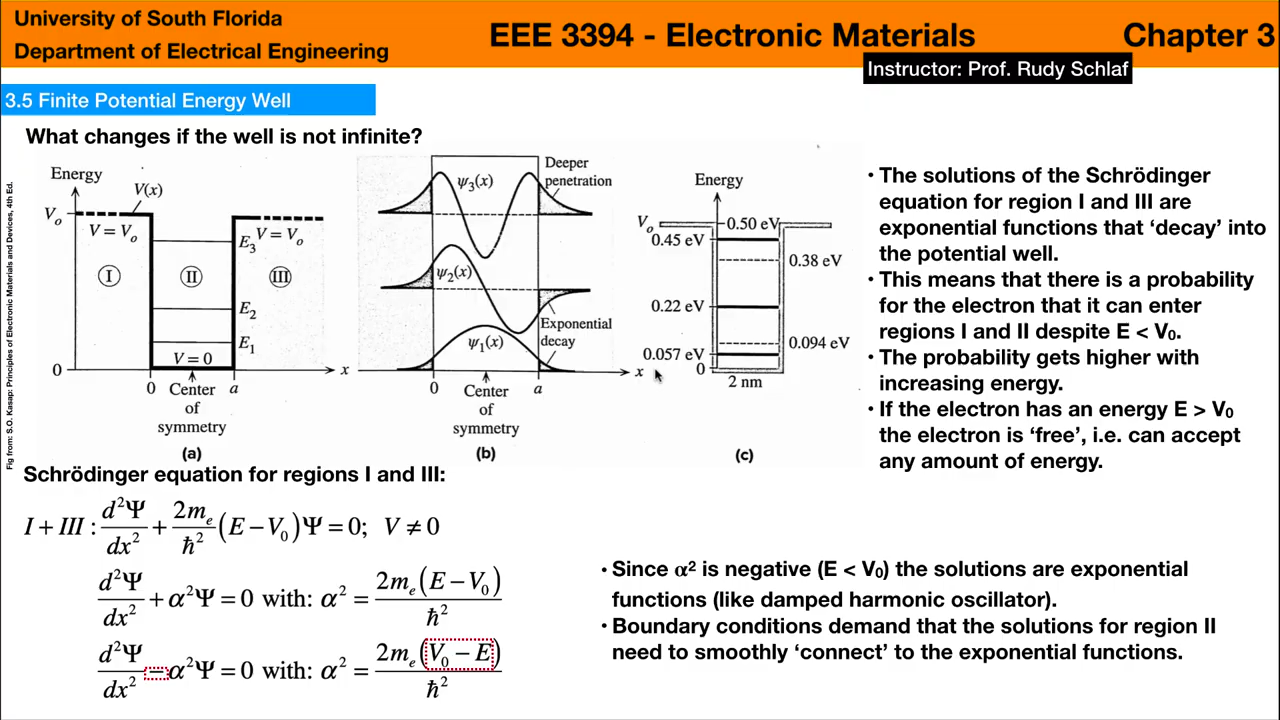 University of South Florida
Department of Electrical Engineering
EEE 3394 - Electronic Materials
Chapter 3
Instructor: Prof. Rudy Schlaf
3.5 Finite Potential Energy Well
What changes if the well is not infinite?
Fig from: S.O. Kasap: Principles of Electronic Materials and Devices, 4th Ed.
Energy
V(x)
Vo
V = Vo
V = Vo
E3
I
II
III
E2
E1
V = 0
0
x
0 Center a
of
symmetry
(a)
Deeper
penetration
ψ3(x)
ψ2(x)
Exponential
decay
ψ1(x)
x
0 Center a
of
symmetry
(b)
Energy
Vo
0.50 eV
0.45 eV
0.38 eV
0.22 eV
0.094 eV
0.057 eV
0
2 nm
(c)
• The solutions of the Schrödinger
equation for region I and III are
exponential functions that ‘decay’ into
the potential well.
• This means that there is a probability
for the electron that it can enter
regions I and II despite E < V0.
• The probability gets higher with
increasing energy.
• If the electron has an energy E > V0
the electron is ‘free’, i.e. can accept
any amount of energy.
Schrödinger equation for regions I and III:
I + III : d²Ψ/dx² + 2me/ħ² (E − V0)Ψ = 0; V ≠ 0
d²Ψ/dx² + α²Ψ = 0 with: α² = 2me(E − V0)/ħ²
d²Ψ/dx² − α²Ψ = 0 with: α² = 2me(V0 − E)/ħ²
• Since α² is negative (E < V0) the solutions are exponential
functions (like damped harmonic oscillator).
• Boundary conditions demand that the solutions for region II
need to smoothly ‘connect’ to the exponential functions.